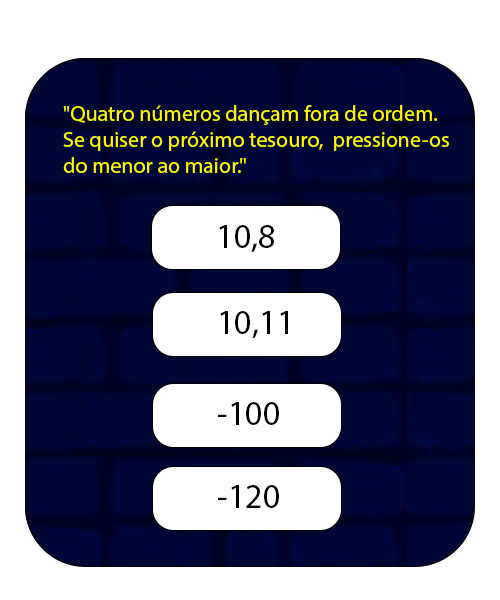 "Quatro números dançam fora de ordem.
Se quiser o próximo tesouro, pressione-os
do menor ao maior."
10,8
10,11
-100
-120